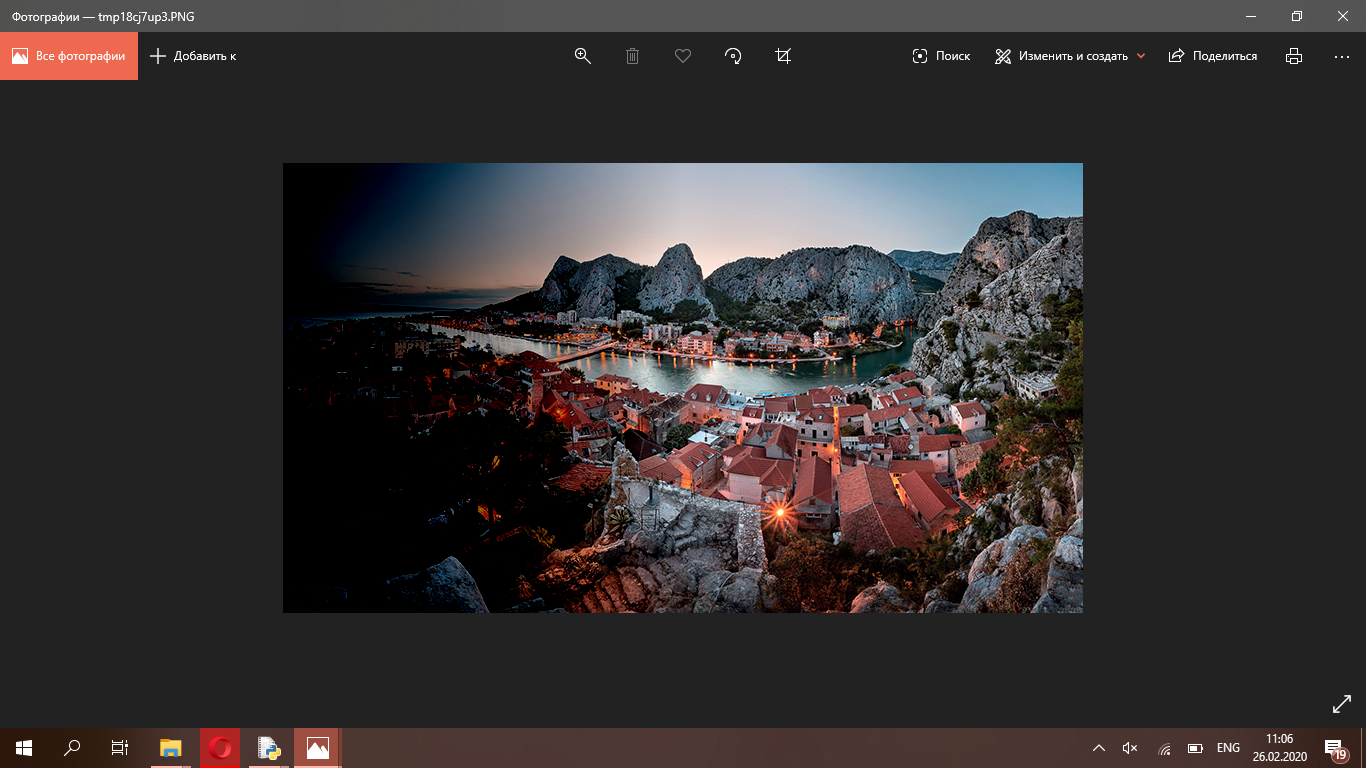 Фотографии — tmp18cj7up3.PNG
Все фотографии
Добавить к
Поиск
Изменить и создать
Поделиться
ENG
11:06
26.02.2020
19